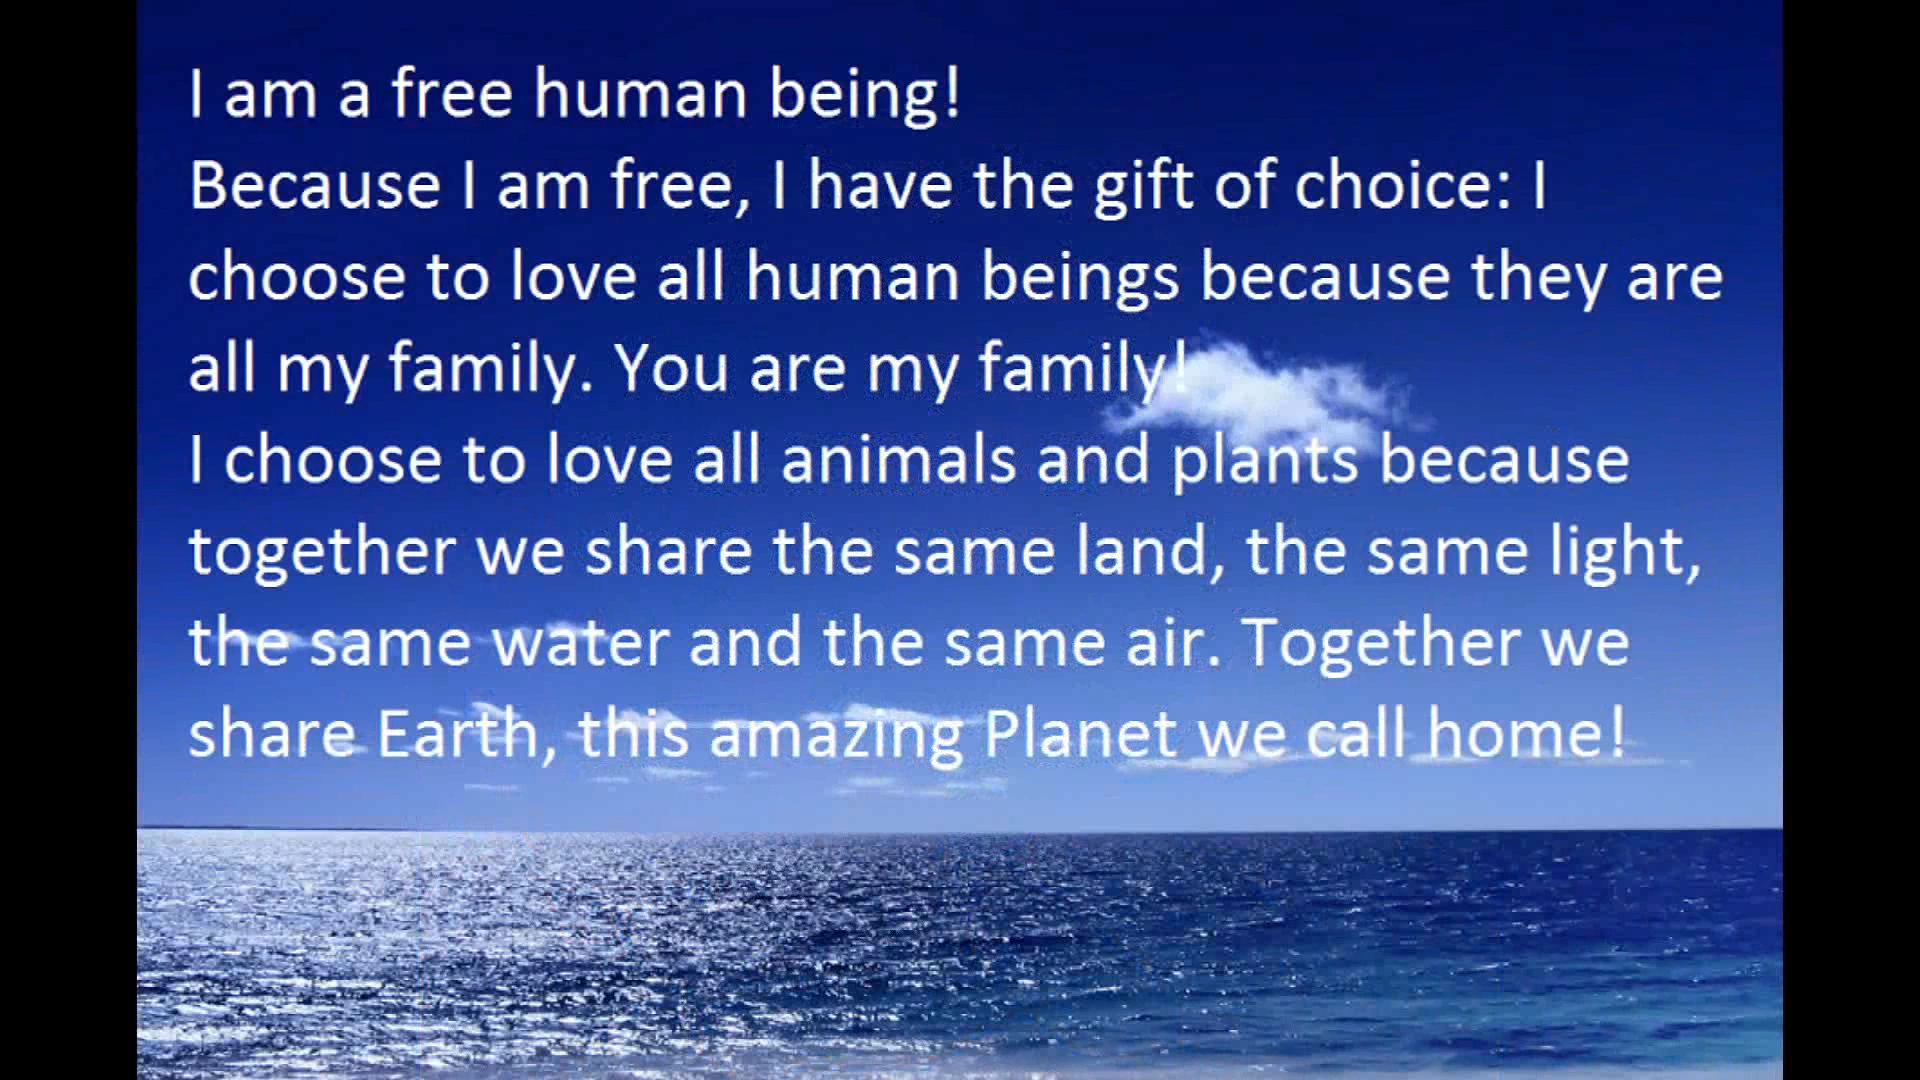 I am a free human being!
Because I am free, I have the gift of choice: I
choose to love all human beings because they are
all my family. You are my family!
I choose to love all animals and plants because
together we share the same land, the same light,
the same water and the same air. Together we
share Earth, this amazing Planet we call home!